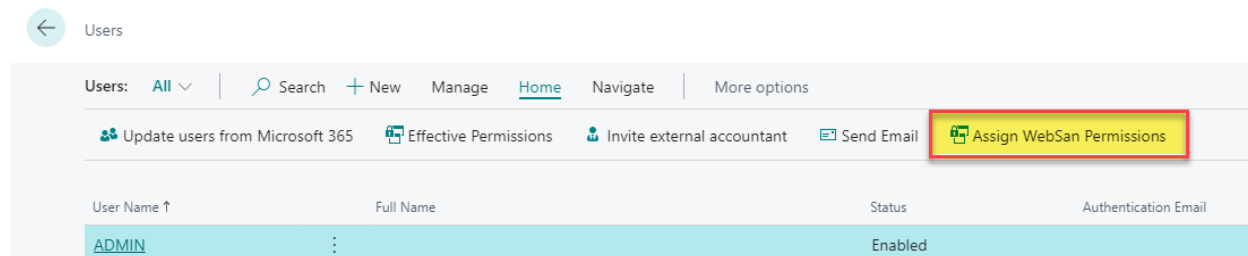 Users
Users: All Search New Manage Home Navigate More options
Update users from Microsoft 365 Effective Permissions Invite external accountant Send Email Assign WebSan Permissions
User Name ↑ Full Name Status Authentication Email
ADMIN Enabled